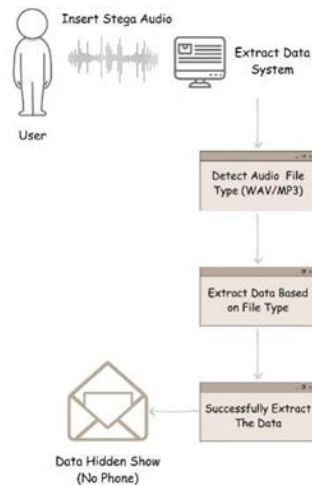 Insert Stega Audio
Extract Data
System
User
Detect Audio File
Type (WAV/MP3)
Extract Data Based
on File Type
Successfully Extract
The Data
Data Hidden Show
(No Phone)